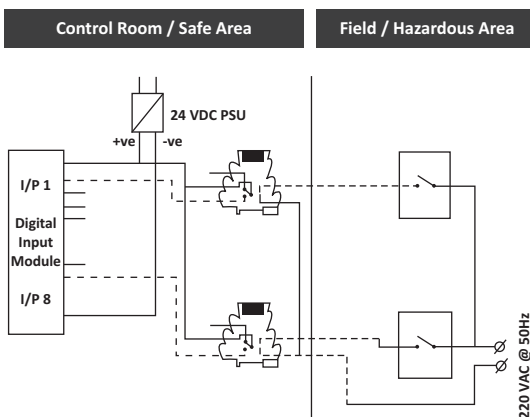 Control Room / Safe Area
Field / Hazardous Area
24 VDC PSU
+ve
-ve
I/P 1
Digital
Input
Module
I/P 8
220 VAC @ 50Hz